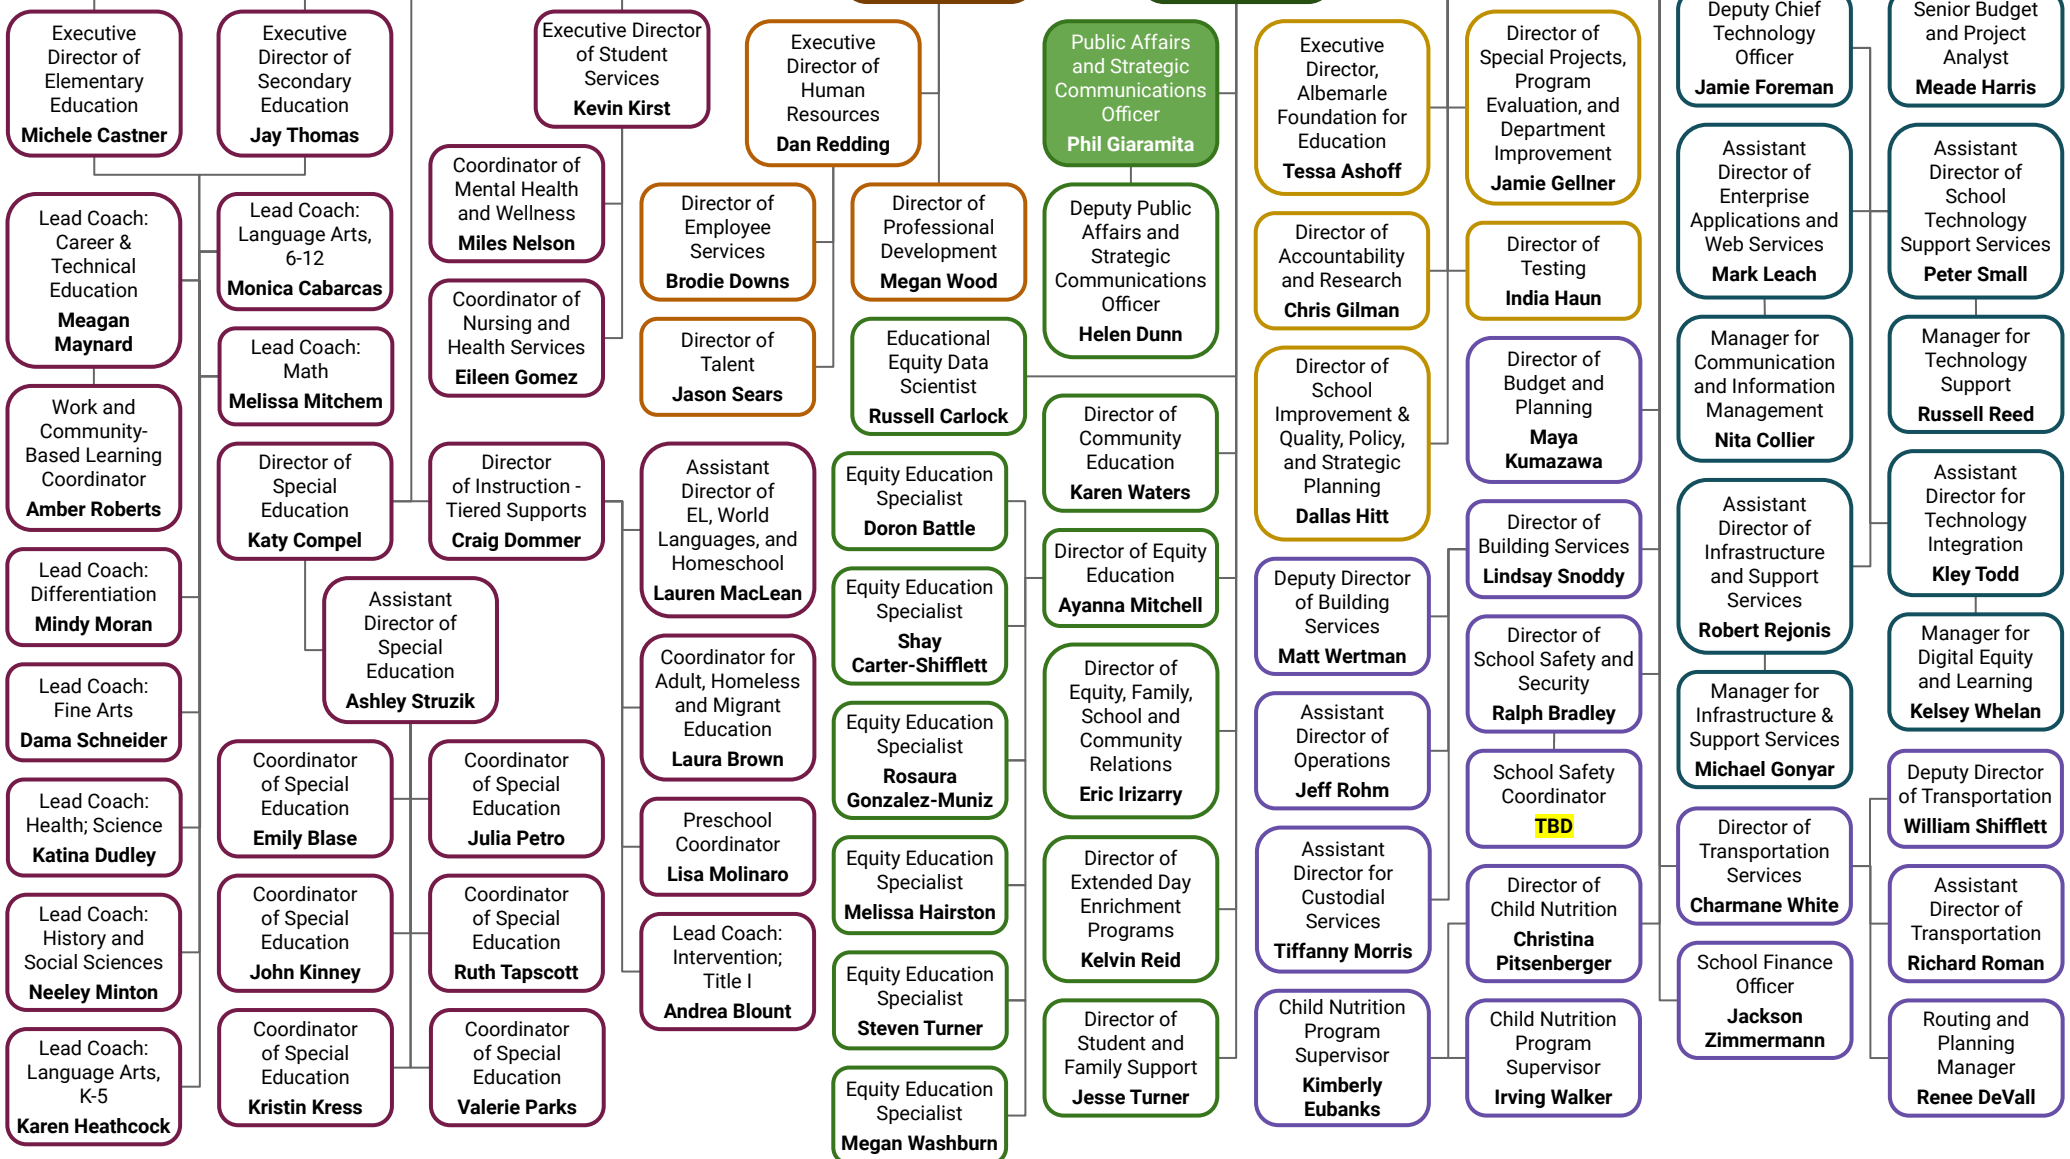 Executive
Director of
Elementary
Education
Michele Castner
Executive
Director of
Secondary
Education
Jay Thomas
Lead Coach:
Career &
Technical
Education
Meagan
Maynard
Lead Coach:
Language Arts,
6-12
Monica Cabarcas
Lead Coach:
Math
Melissa Mitchem
Work and
Community-
Based Learning
Coordinator
Amber Roberts
Lead Coach:
Differentiation
Mindy Moran
Lead Coach:
Fine Arts
Dama Schneider
Lead Coach:
Health; Science
Katina Dudley
Lead Coach:
History and
Social Sciences
Neeley Minton
Lead Coach:
Language Arts,
K-5
Karen Heathcock
Executive Director
of Student
Services
Kevin Kirst
Coordinator of
Mental Health
and Wellness
Miles Nelson
Coordinator of
Nursing and
Health Services
Eileen Gomez
Director of
Special
Education
Katy Compel
Director
of Instruction -
Tiered Supports
Craig Dommer
Assistant
Director of
Special
Education
Ashley Struzik
Coordinator
of Special
Education
Emily Blase
Coordinator
of Special
Education
Julia Petro
Coordinator
of Special
Education
John Kinney
Coordinator
of Special
Education
Ruth Tapscott
Coordinator
of Special
Education
Kristin Kress
Coordinator
of Special
Education
Valerie Parks
Assistant
Director of
EL, World
Languages, and
Homeschool
Lauren MacLean
Coordinator for
Adult, Homeless
and Migrant
Education
Laura Brown
Preschool
Coordinator
Lisa Molinaro
Lead Coach:
Intervention;
Title I
Andrea Blount
Executive
Director of
Human
Resources
Dan Redding
Director of
Employee
Services
Brodie Downs
Director of
Professional
Development
Megan Wood
Director of
Talent
Jason Sears
Public Affairs
and Strategic
Communications
Officer
Phil Giaramita
Deputy Public
Affairs and
Strategic
Communications
Officer
Helen Dunn
Educational
Equity Data
Scientist
Russell Carlock
Director of
Community
Education
Karen Waters
Director of Equity
Education
Ayanna Mitchell
Equity Education
Specialist
Doron Battle
Equity Education
Specialist
Shay
Carter-Shifflett
Equity Education
Specialist
Rosaura
Gonzalez-Muniz
Equity Education
Specialist
Melissa Hairston
Equity Education
Specialist
Steven Turner
Equity Education
Specialist
Megan Washburn
Director of
Equity, Family,
School and
Community
Relations
Eric Irizarry
Director of
Extended Day
Enrichment
Programs
Kelvin Reid
Director of
Student and
Family Support
Jesse Turner
Executive
Director,
Albemarle
Foundation for
Education
Tessa Ashoff
Director of
Special Projects,
Program
Evaluation, and
Department
Improvement
Jamie Gellner
Director of
Accountability
and Research
Chris Gilman
Director of
Testing
India Haun
Director of
School
Improvement &
Quality, Policy,
and Strategic
Planning
Dallas Hitt
Director of
Budget and
Planning
Maya
Kumazawa
Director of
Building Services
Lindsay Snoddy
Deputy Director
of Building
Services
Matt Wertman
Assistant
Director of
Operations
Jeff Rohm
Assistant
Director for
Custodial
Services
Tiffanny Morris
Director of
School Safety and
Security
Ralph Bradley
School Safety
Coordinator
TBD
Director of
Child Nutrition
Christina
Pitsenberger
Child Nutrition
Program
Supervisor
Kimberly
Eubanks
Child Nutrition
Program
Supervisor
Irving Walker
Deputy Chief
Technology
Officer
Jamie Foreman
Senior Budget
and Project
Analyst
Meade Harris
Assistant
Director of
Enterprise
Applications and
Web Services
Mark Leach
Assistant
Director of
School
Technology
Support Services
Peter Small
Manager for
Communication
and Information
Management
Nita Collier
Manager for
Technology
Support
Russell Reed
Assistant
Director of
Infrastructure
and Support
Services
Robert Rejonis
Assistant
Director for
Technology
Integration
Kley Todd
Manager for
Infrastructure &
Support Services
Michael Gonyar
Manager for
Digital Equity
and Learning
Kelsey Whelan
Director of
Transportation
Services
Charmane White
Deputy Director
of Transportation
William Shifflett
Assistant
Director of
Transportation
Richard Roman
School Finance
Officer
Jackson
Zimmermann
Routing and
Planning
Manager
Renee DeVall